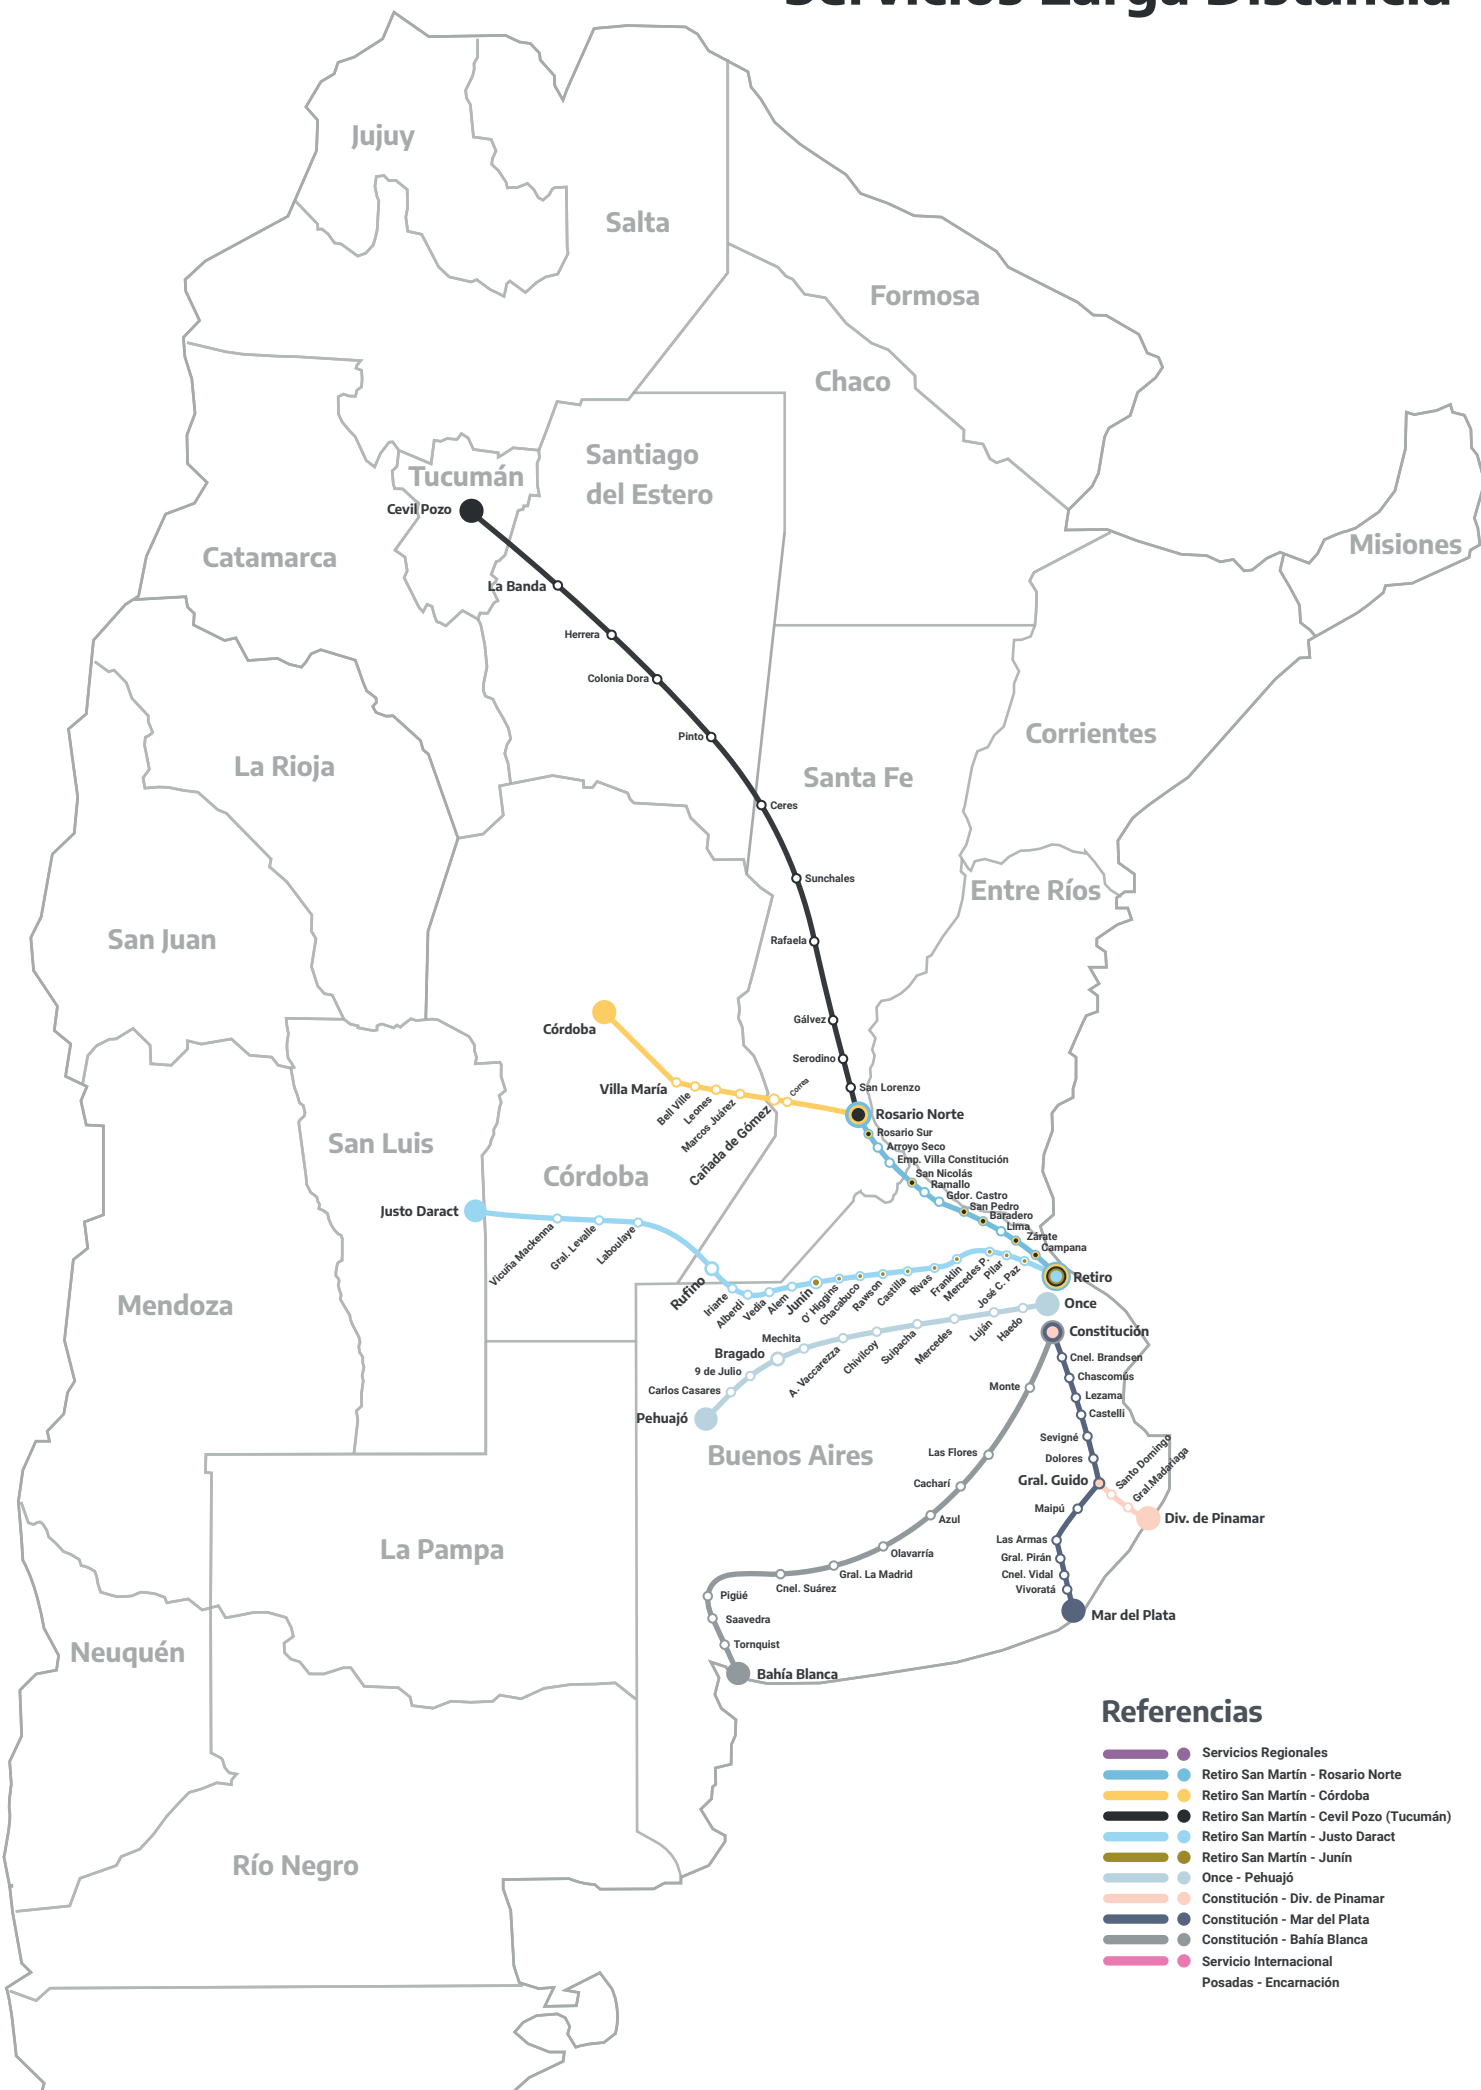 Servicios Larga Distancia
Jujuy
Salta
Formosa
Chaco
Santiago
del Estero
Tucumán
Cevil Pozo
Catamarca
Misiones
La Banda
Herrera
Colonia Dora
Pinto
Corrientes
La Rioja
Santa Fe
Ceres
Sunchales
Entre Ríos
San Juan
Rafaela
Gálvez
Córdoba
Serodino
Villa María
Bell Ville
Leones
Marcos Juárez
Cañada de Gómez
Correa
San Lorenzo
Rosario Norte
Rosario Sur
Arroyo Seco
Emp. Villa Constitución
San Nicolás
Ramallo
Gdor. Castro
San Pedro
Baradero
Lima
Zárate
Campana
San Luis
Córdoba
Justo Daract
Vicuña Mackenna
Gral. Levalle
Laboulaye
Rufino
Iriarte
Alberdi
Vedia
Alem
Junín
O' Higgins
Chacabuco
Rawson
Castilla
Rivas
Franklin
Mercedes P.
Pilar
José C. Paz
Retiro
Mendoza
Once
Haedo
Luján
Mercedes
Suipacha
Chivilcoy
A. Vaccarezza
Mechita
Bragado
9 de Julio
Carlos Casares
Pehuajó
Constitución
Cnel. Brandsen
Chascomús
Lezama
Castelli
Sevigné
Dolores
Gral. Guido
Santo Domingo
Gral.Madariaga
Div. de Pinamar
Maipú
Las Armas
Gral. Pirán
Cnel. Vidal
Vivoratá
Mar del Plata
Monte
Las Flores
Cacharí
Azul
Olavarría
Gral. La Madrid
Cnel. Suárez
Pigüé
Saavedra
Tornquist
Bahía Blanca
Buenos Aires
La Pampa
Neuquén
Río Negro
Referencias
Servicios Regionales
Retiro San Martín - Rosario Norte
Retiro San Martín - Córdoba
Retiro San Martín - Cevil Pozo (Tucumán)
Retiro San Martín - Justo Daract
Retiro San Martín - Junín
Once - Pehuajó
Constitución - Div. de Pinamar
Constitución - Mar del Plata
Constitución - Bahía Blanca
Servicio Internacional
Posadas - Encarnación